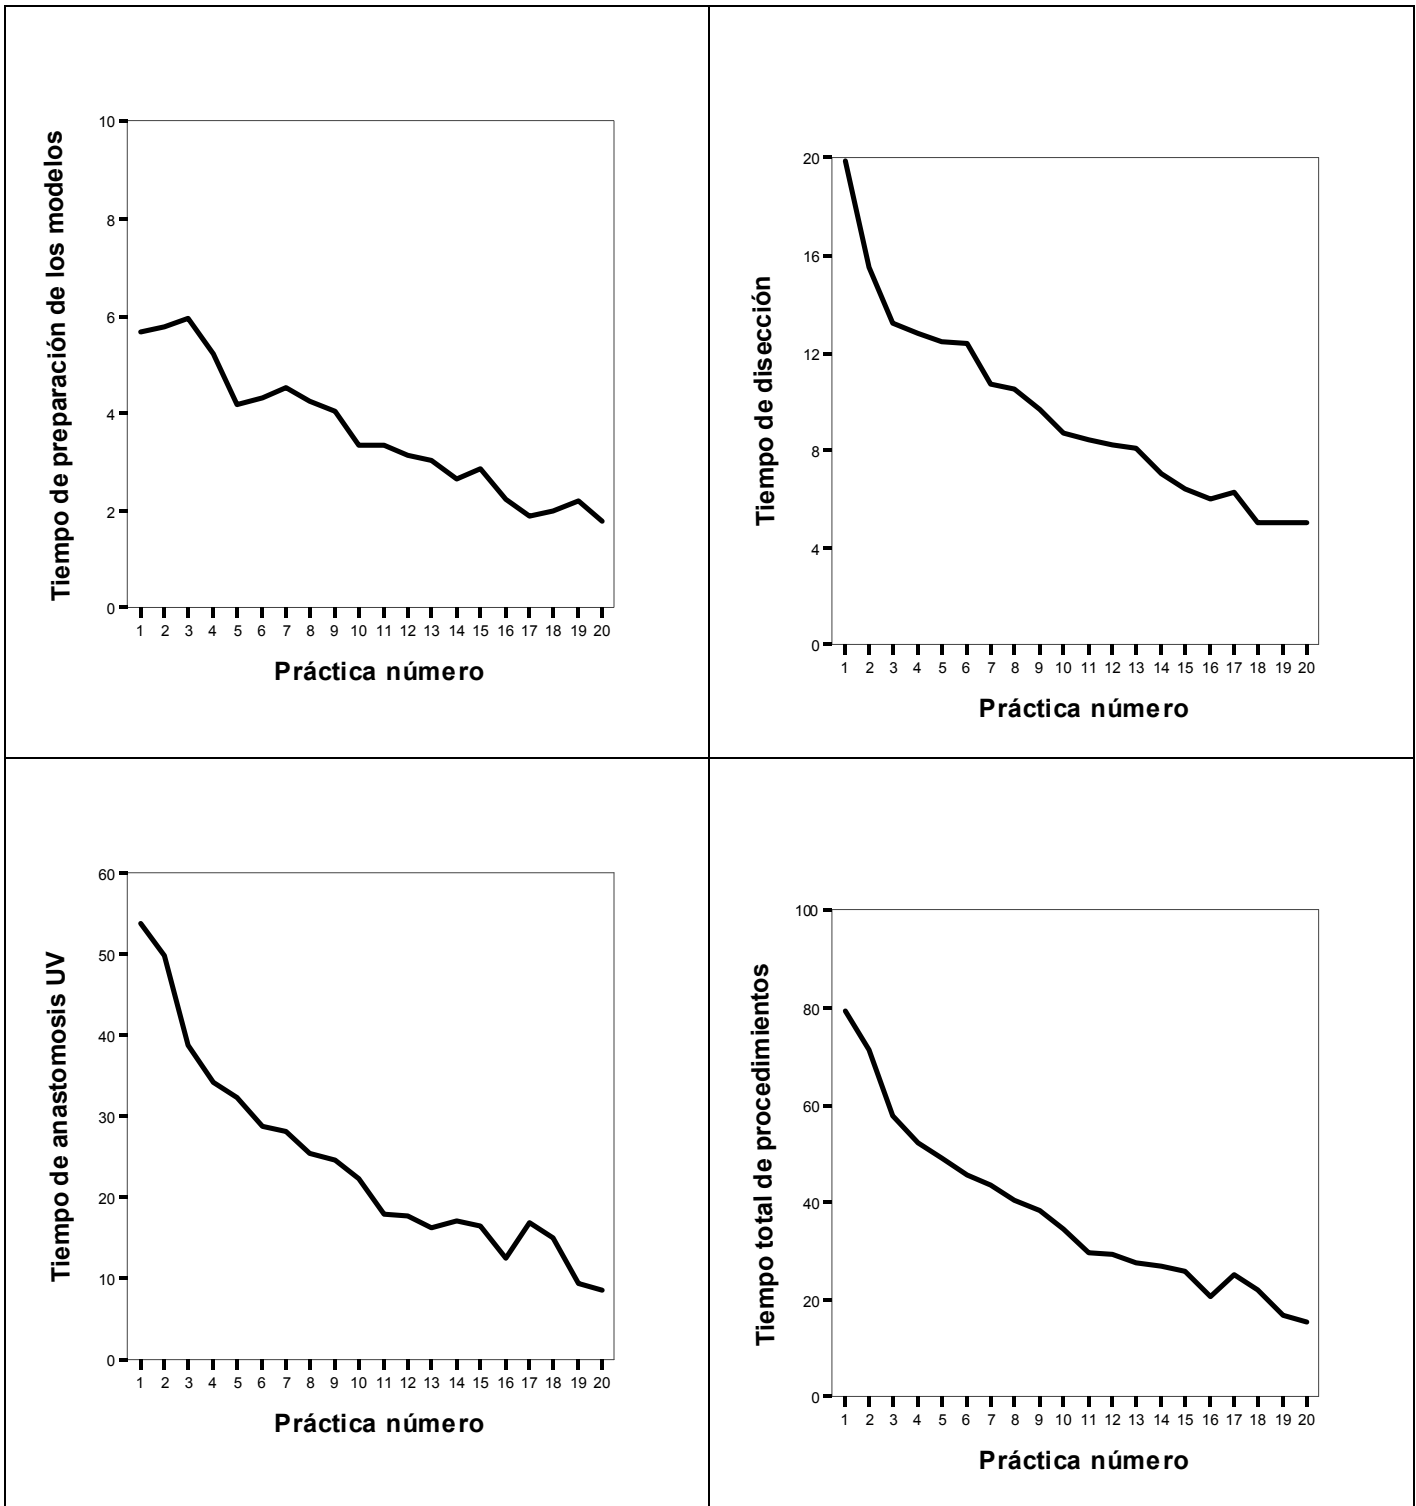 Tiempo de preparación de los modelos
10
8
6
4
2
0
1 2 3 4 5 6 7 8 9 10 11 12 13 14 15 16 17 18 19 20
Práctica número
Tiempo de disección
20
16
12
8
4
0
1 2 3 4 5 6 7 8 9 10 11 12 13 14 15 16 17 18 19 20
Práctica número
Tiempo de anastomosis UV
60
50
40
30
20
10
0
1 2 3 4 5 6 7 8 9 10 11 12 13 14 15 16 17 18 19 20
Práctica número
Tiempo total de procedimientos
100
80
60
40
20
0
1 2 3 4 5 6 7 8 9 10 11 12 13 14 15 16 17 18 19 20
Práctica número